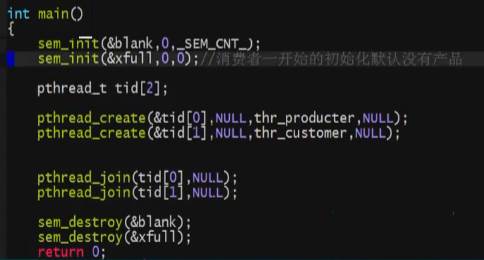 int main()
{
sem_init(&blank,0,_SEM_CNT_);
sem_init(&xfull,0,0);//消费者一开始的初始化默认没有产品
pthread_t tid[2];
pthread_create(&tid[0],NULL,thr_producter,NULL);
pthread_create(&tid[1],NULL,thr_customer,NULL);
pthread_join(tid[0],NULL);
pthread_join(tid[1],NULL);
sem_destroy(&blank);
sem_destroy(&xfull);
return 0;